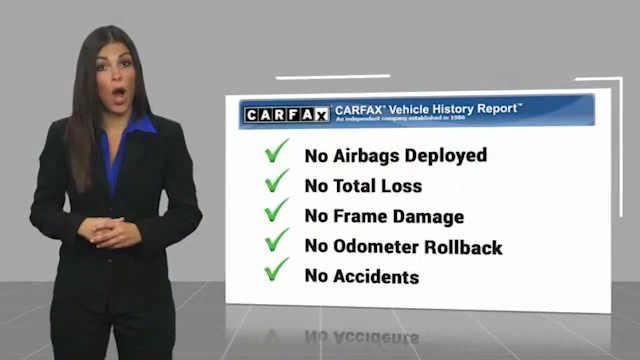 CARFAX CARFAX® Vehicle History Report™
An independent company established in 1986
No Airbags Deployed
No Total Loss
No Frame Damage
No Odometer Rollback
No Accidents